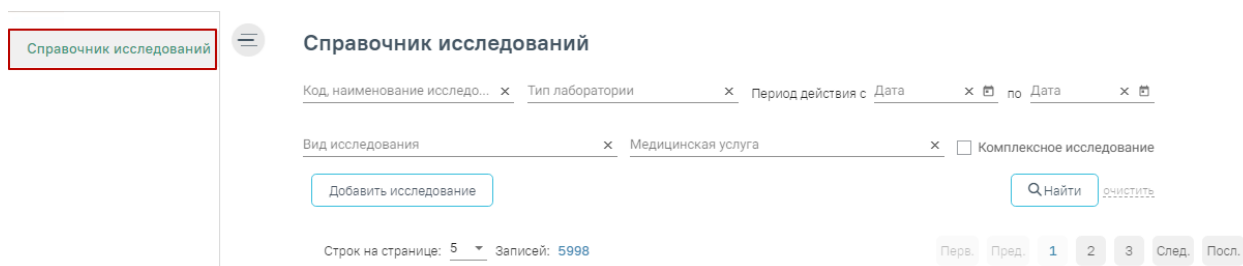 Справочник исследований
Справочник исследований
Код, наименование исследо... × Тип лаборатории × Период действия с Дата × по Дата ×
Вид исследования × Медицинская услуга × Комплексное исследование
Добавить исследование Найти очистить
Строк на странице: 5 Записей: 5998 Перв. Пред. 1 2 3 След. Посл.